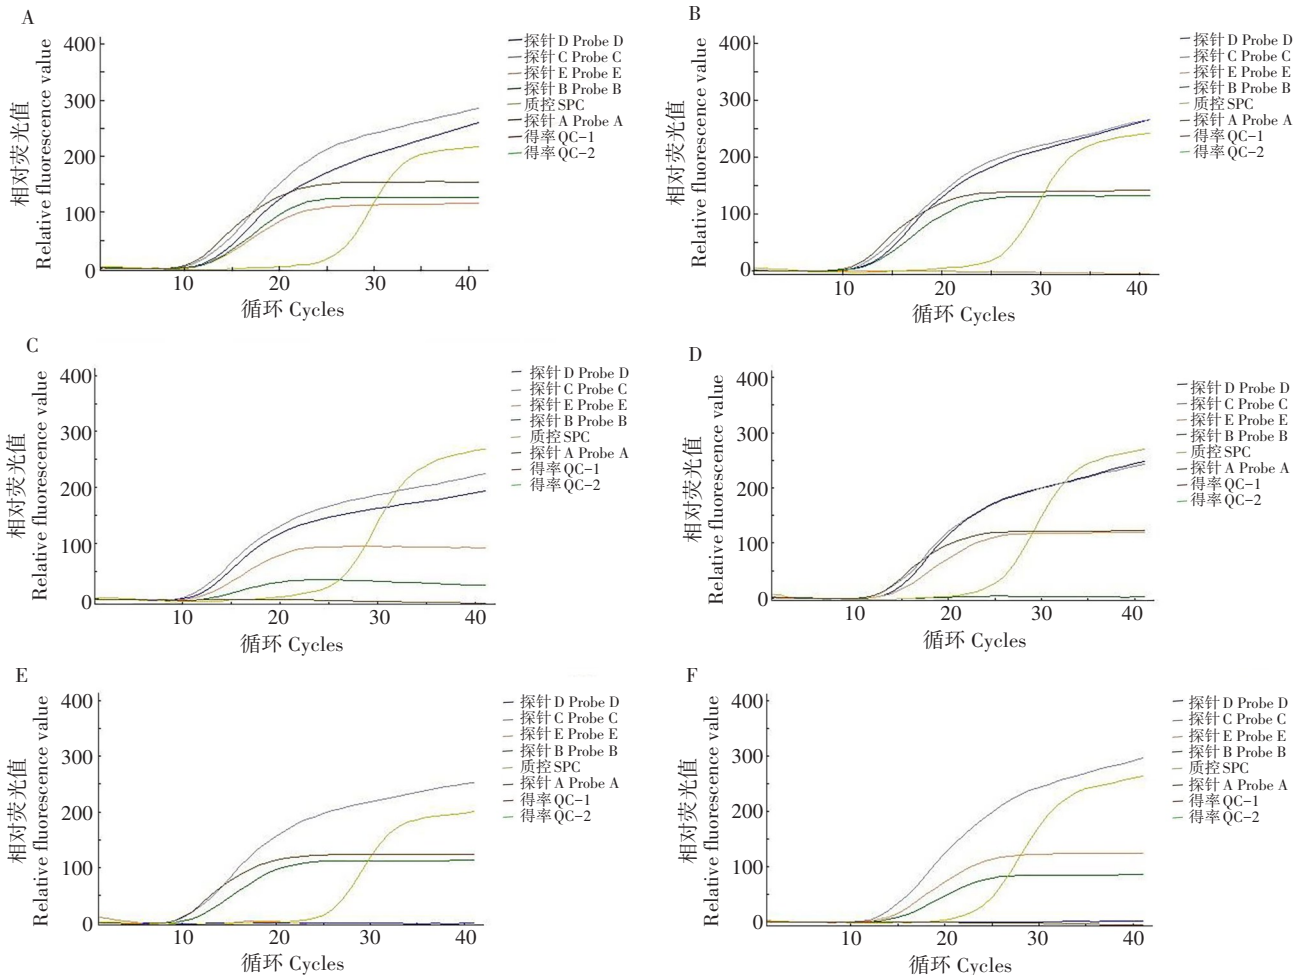 A
400
300
200
100
0
10 20 30 40
相对荧光值
Relative fluorescence value
循环 Cycles
探针 D Probe D
探针 C Probe C
探针 E Probe E
探针 B Probe B
质控 SPC
探针 A Probe A
得率 QC-1
得率 QC-2
B
400
300
200
100
0
10 20 30 40
相对荧光值
Relative fluorescence value
循环 Cycles
探针 D Probe D
探针 C Probe C
探针 E Probe E
探针 B Probe B
质控 SPC
探针 A Probe A
得率 QC-1
得率 QC-2
C
400
300
200
100
0
10 20 30 40
相对荧光值
Relative fluorescence value
循环 Cycles
探针 D Probe D
探针 C Probe C
探针 E Probe E
探针 B Probe B
质控 SPC
探针 A Probe A
得率 QC-1
得率 QC-2
D
400
300
200
100
0
10 20 30 40
相对荧光值
Relative fluorescence value
循环 Cycles
探针 D Probe D
探针 C Probe C
探针 E Probe E
探针 B Probe B
质控 SPC
探针 A Probe A
得率 QC-1
得率 QC-2
E
400
300
200
100
0
10 20 30 40
相对荧光值
Relative fluorescence value
循环 Cycles
探针 D Probe D
探针 C Probe C
探针 E Probe E
探针 B Probe B
质控 SPC
探针 A Probe A
得率 QC-1
得率 QC-2
F
400
300
200
100
0
10 20 30 40
相对荧光值
Relative fluorescence value
循环 Cycles
探针 D Probe D
探针 C Probe C
探针 E Probe E
探针 B Probe B
质控 SPC
探针 A Probe A
得率 QC-1
得率 QC-2